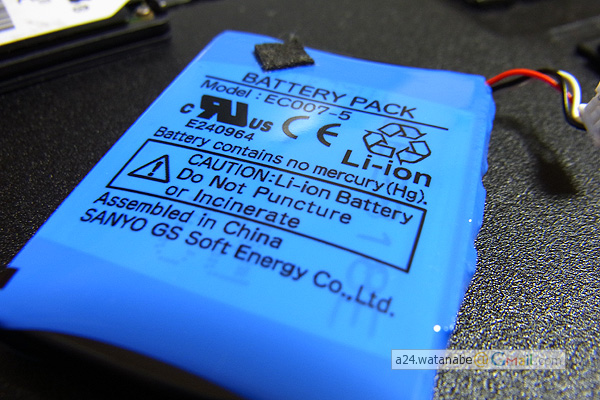 BATTERY PACK
Model : EC007-5
c RU US
E240964
CE
Li-ion
Battery contains no mercury(Hg).
CAUTION:Li-ion Battery
Do Not Puncture
or Incinerate
Assembled in China
SANYO GS Soft Energy Co.,Ltd.
a24.watanabe@Gmail.com